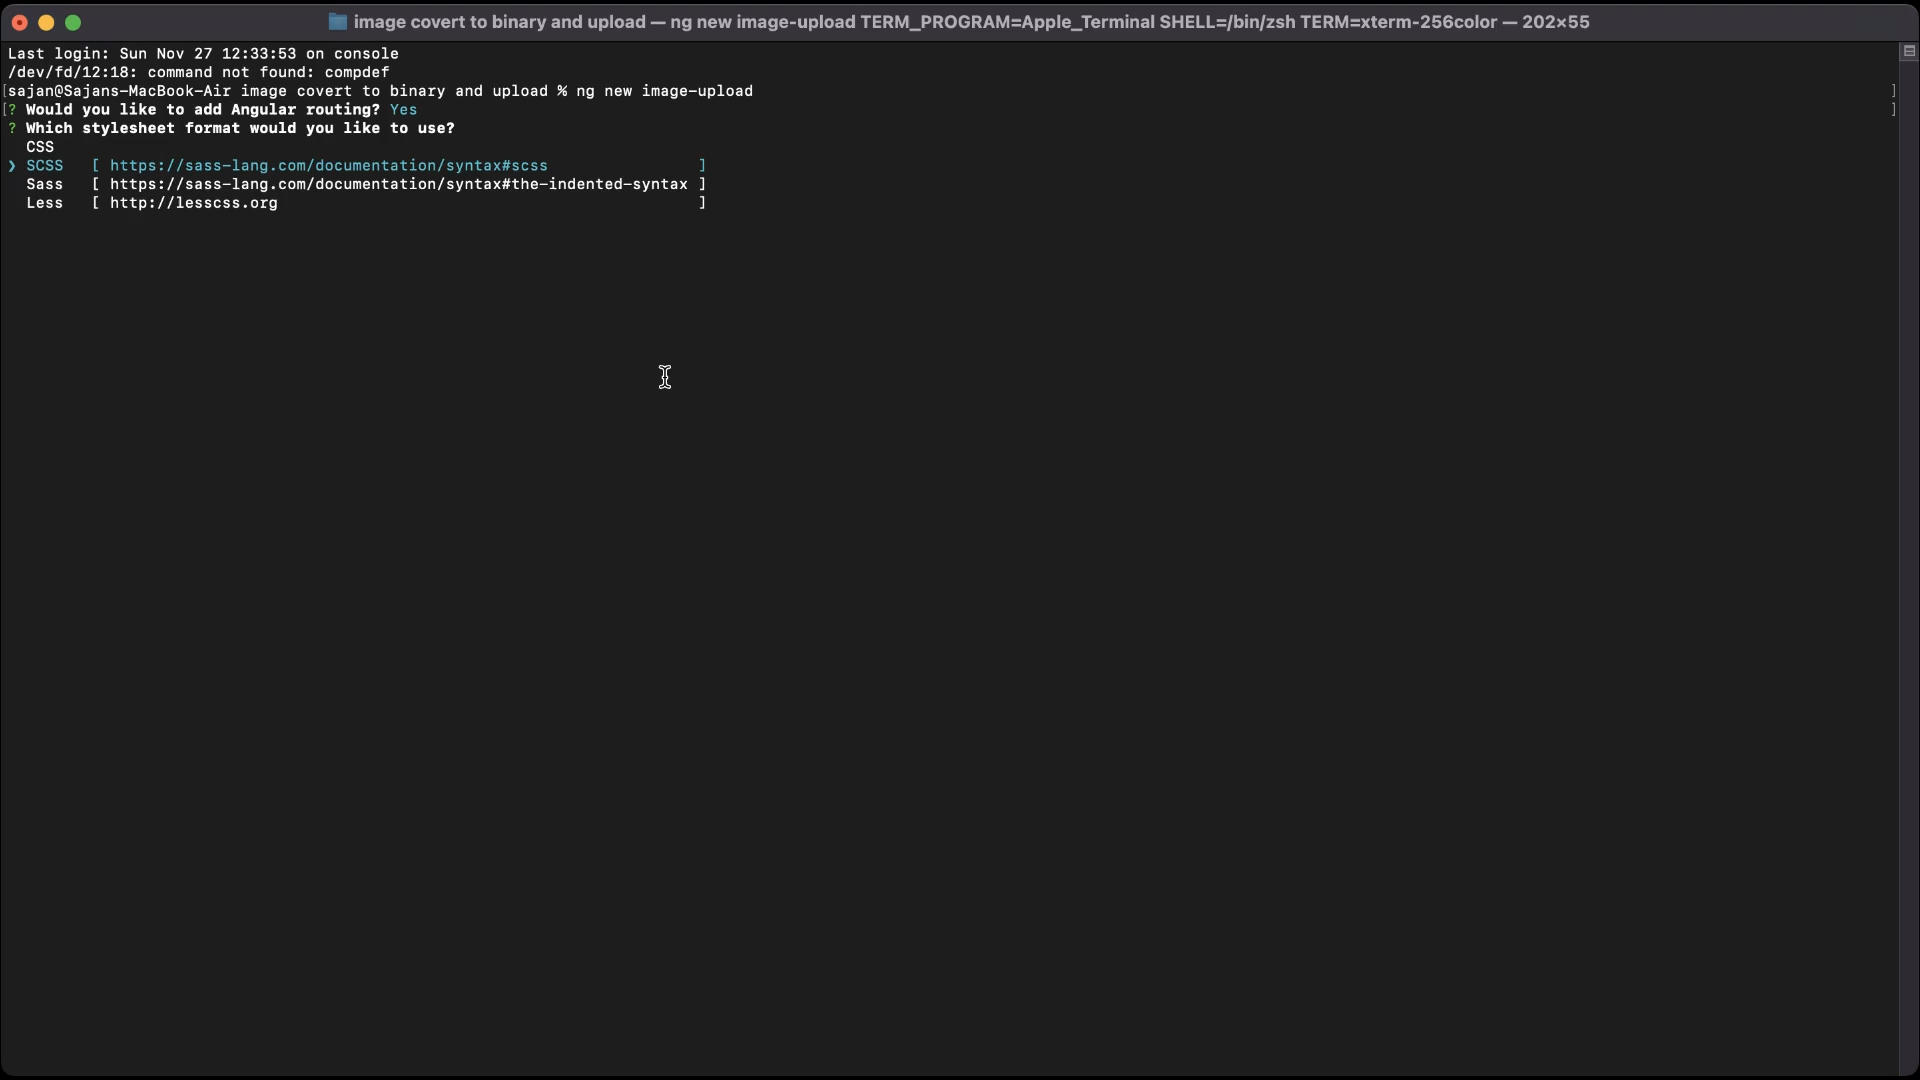 image covert to binary and upload — ng new image-upload TERM_PROGRAM=Apple_Terminal SHELL=/bin/zsh TERM=xterm-256color — 202×55
Last login: Sun Nov 27 12:33:53 on console
/dev/fd/12:18: command not found: compdef
[sajan@Sajans-MacBook-Air image covert to binary and upload % ng new image-upload ]
[? Would you like to add Angular routing? Yes ]
? Which stylesheet format would you like to use?
CSS
❯ SCSS [ https://sass-lang.com/documentation/syntax#scss ]
Sass [ https://sass-lang.com/documentation/syntax#the-indented-syntax ]
Less [ http://lesscss.org ]